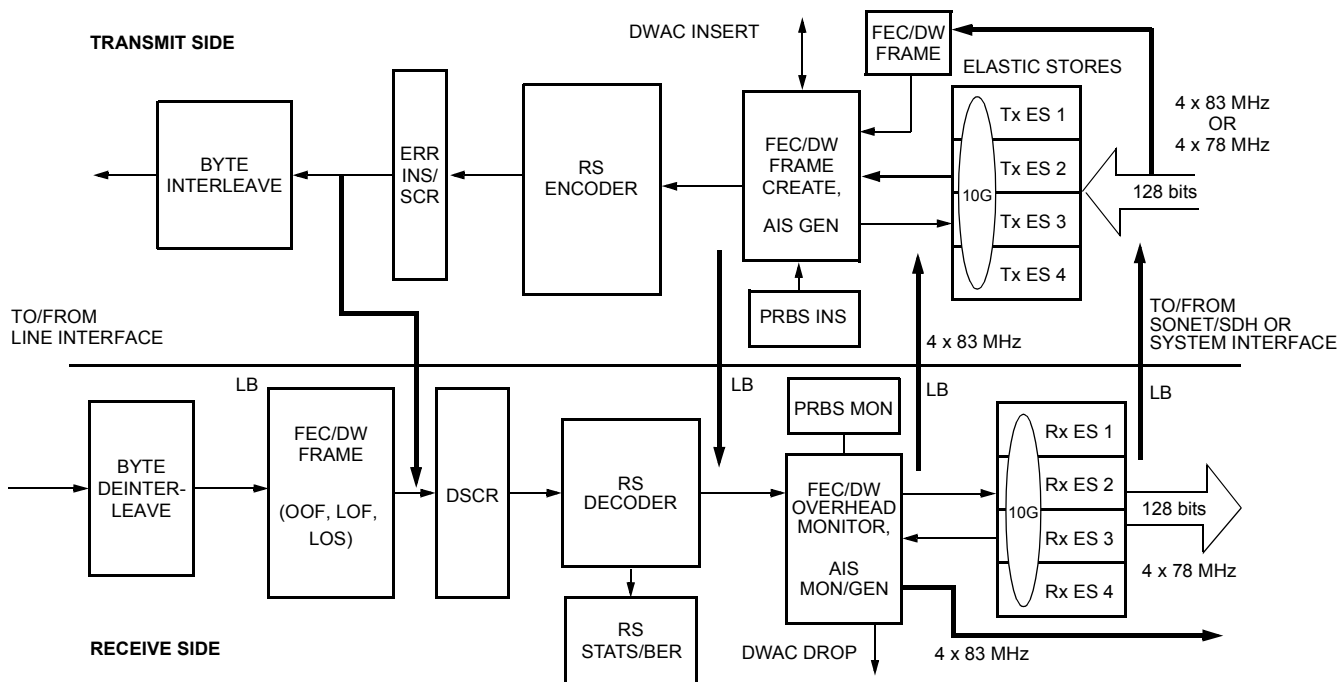 TRANSMIT SIDE
DWAC INSERT
FEC/DW
FRAME
ELASTIC STORES
4 x 83 MHz
OR
4 x 78 MHz
BYTE
INTERLEAVE
ERR
INS/
SCR
RS
ENCODER
FEC/DW
FRAME
CREATE,
AIS GEN
10G
Tx ES 1
Tx ES 2
Tx ES 3
Tx ES 4
128 bits
PRBS INS
TO/FROM
LINE INTERFACE
4 x 83 MHz
TO/FROM
SONET/SDH OR
SYSTEM INTERFACE
LB
LB
LB
LB
BYTE
DEINTER-
LEAVE
FEC/DW
FRAME
(OOF, LOF,
LOS)
DSCR
RS
DECODER
PRBS MON
FEC/DW
OVERHEAD
MONITOR,
AIS
MON/GEN
10G
Rx ES 1
Rx ES 2
Rx ES 3
Rx ES 4
128 bits
4 x 78 MHz
RS
STATS/BER
RECEIVE SIDE
DWAC DROP
4 x 83 MHz